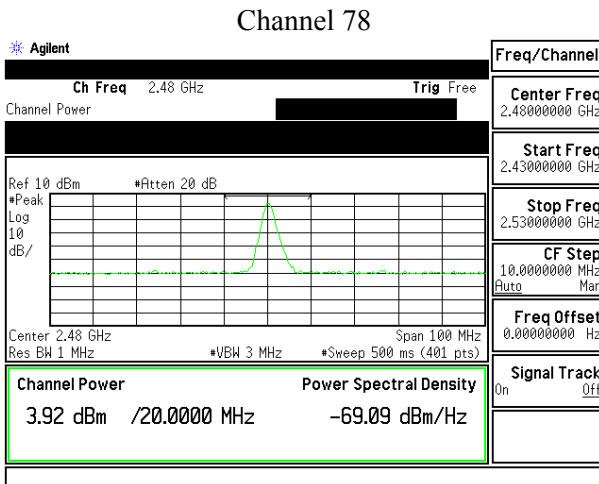 Channel 78
Agilent
Freq/Channel
Ch Freq 2.48 GHz Trig Free
Channel Power
Center Freq
2.48000000 GHz
Start Freq
2.43000000 GHz
Stop Freq
2.53000000 GHz
CF Step
10.0000000 MHz
Auto Man
Freq Offset
0.00000000 Hz
Signal Track
On Off
Ref 10 dBm #Atten 20 dB
#Peak
Log
10
dB/
Center 2.48 GHz Span 100 MHz
Res BW 1 MHz #VBW 3 MHz #Sweep 500 ms (401 pts)
Channel Power Power Spectral Density
3.92 dBm /20.0000 MHz -69.09 dBm/Hz